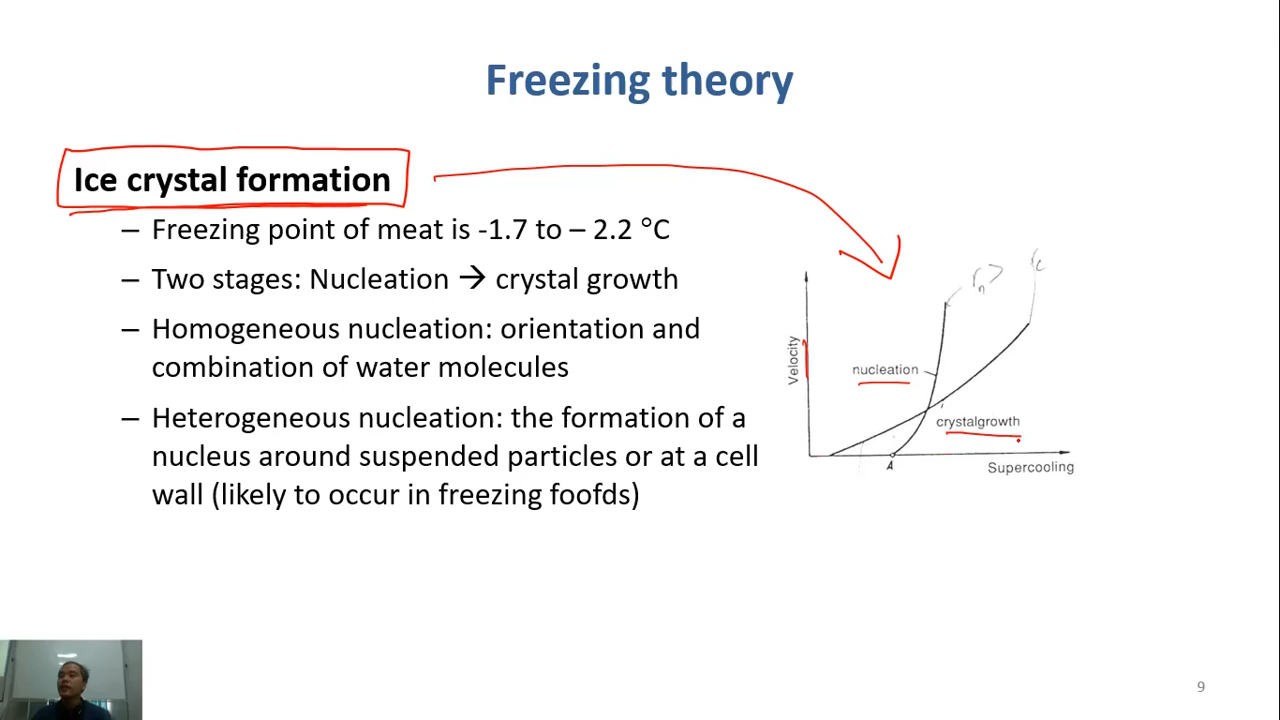 Freezing theory
Ice crystal formation
– Freezing point of meat is -1.7 to – 2.2 °C
– Two stages: Nucleation → crystal growth
– Homogeneous nucleation: orientation and
combination of water molecules
– Heterogeneous nucleation: the formation of a
nucleus around suspended particles or at a cell
wall (likely to occur in freezing foofds)
Velocity
rn >
rc
nucleation
crystalgrowth
A
Supercooling
9